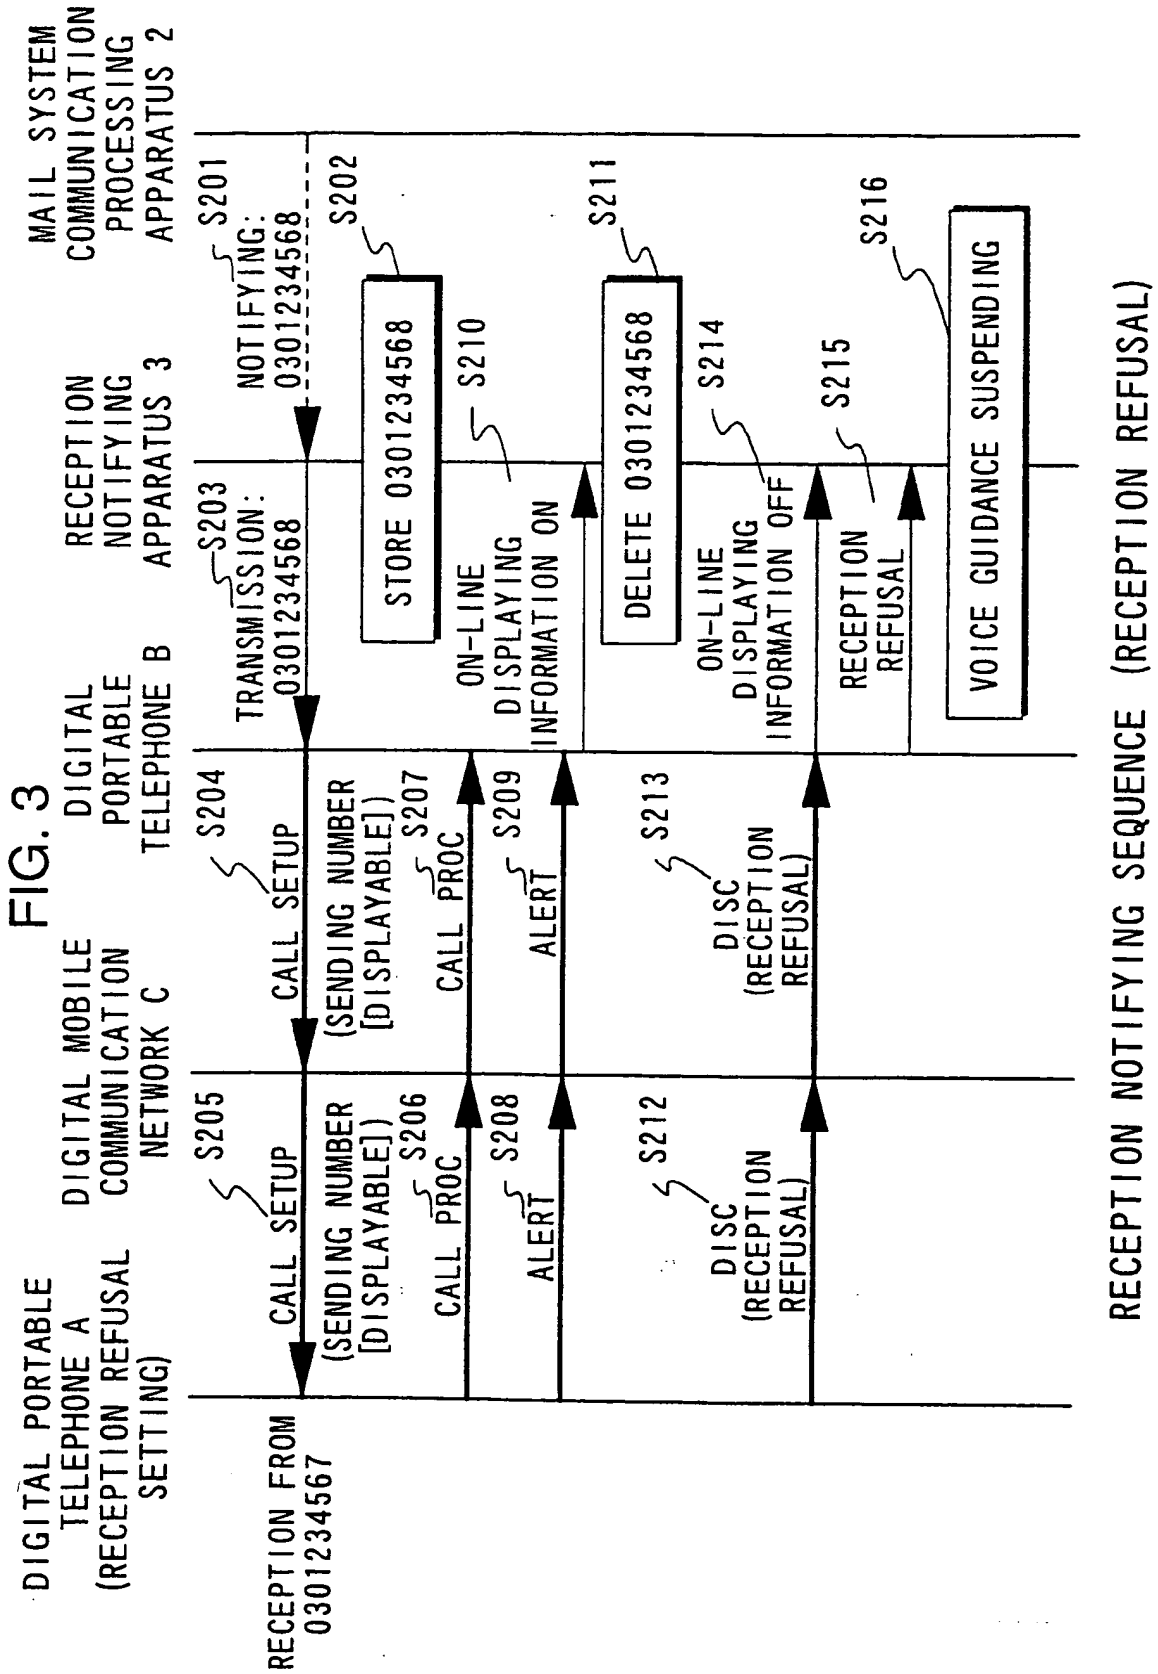 FIG. 3
DIGITAL PORTABLE
TELEPHONE A
(RECEPTION REFUSAL
SETTING)
DIGITAL MOBILE
COMMUNICATION
NETWORK C
DIGITAL
PORTABLE
TELEPHONE B
RECEPTION
NOTIFYING
APPARATUS 3
MAIL SYSTEM
COMMUNICATION
PROCESSING
APPARATUS 2
S201
NOTIFYING:
0301234568
S202
STORE 0301234568
S203
TRANSMISSION:
0301234568
S204
CALL SETUP
(SENDING NUMBER
[DISPLAYABLE])
S205
CALL SETUP
(SENDING NUMBER
[DISPLAYABLE])
RECEPTION FROM
0301234567
S206
CALL PROC
S207
CALL PROC
S208
ALERT
S209
ALERT
S210
ON-LINE
DISPLAYING
INFORMATION ON
S211
DELETE 0301234568
S212
DISC
(RECEPTION
REFUSAL)
S213
DISC
(RECEPTION
REFUSAL)
S214
ON-LINE
DISPLAYING
INFORMATION OFF
S215
RECEPTION
REFUSAL
S216
VOICE GUIDANCE SUSPENDING
RECEPTION NOTIFYING SEQUENCE (RECEPTION REFUSAL)